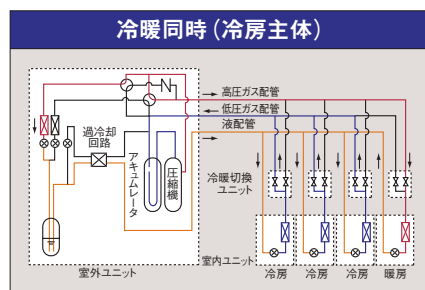 冷暖同時（冷房主体）
高圧ガス配管
低圧ガス配管
液配管
過冷却
回路
アキュムレータ
圧縮機
冷暖切換
ユニット
室外ユニット
室内ユニット
冷房
冷房
冷房
暖房